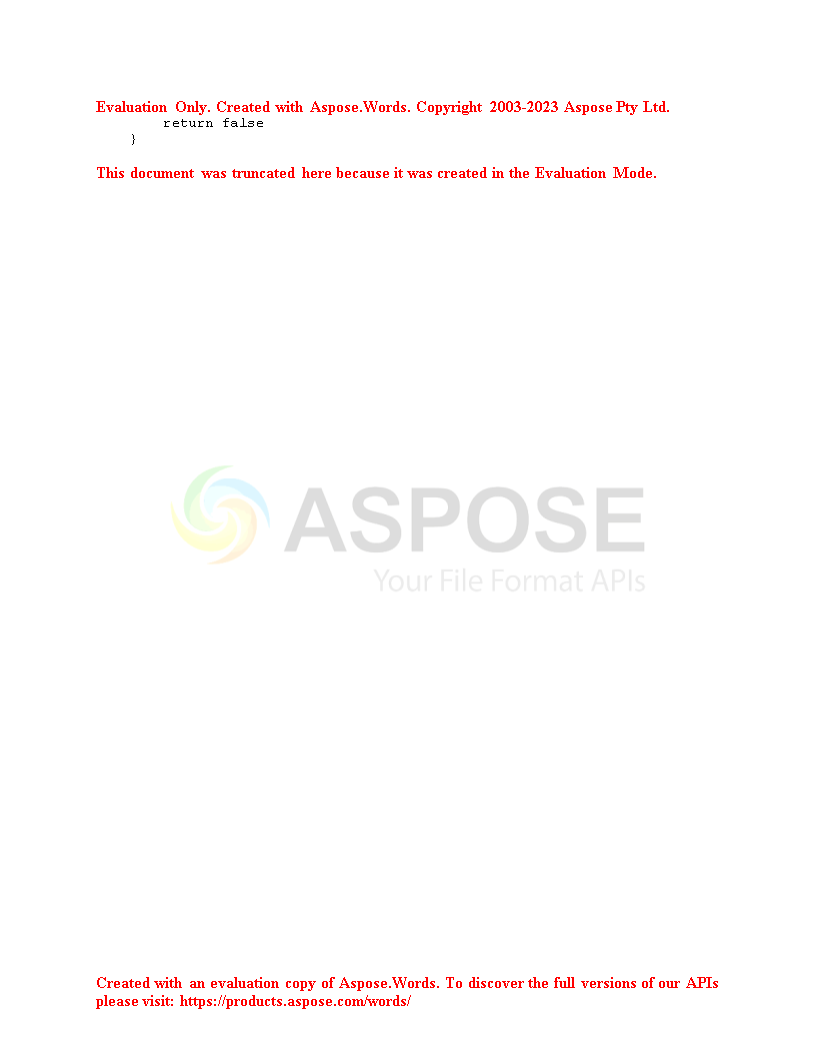 Evaluation Only. Created with Aspose.Words. Copyright 2003-2023 Aspose Pty Ltd.
return false
}
This document was truncated here because it was created in the Evaluation Mode.
ASPOSE
Your File Format APIs
Created with an evaluation copy of Aspose.Words. To discover the full versions of our APIs
please visit: https://products.aspose.com/words/